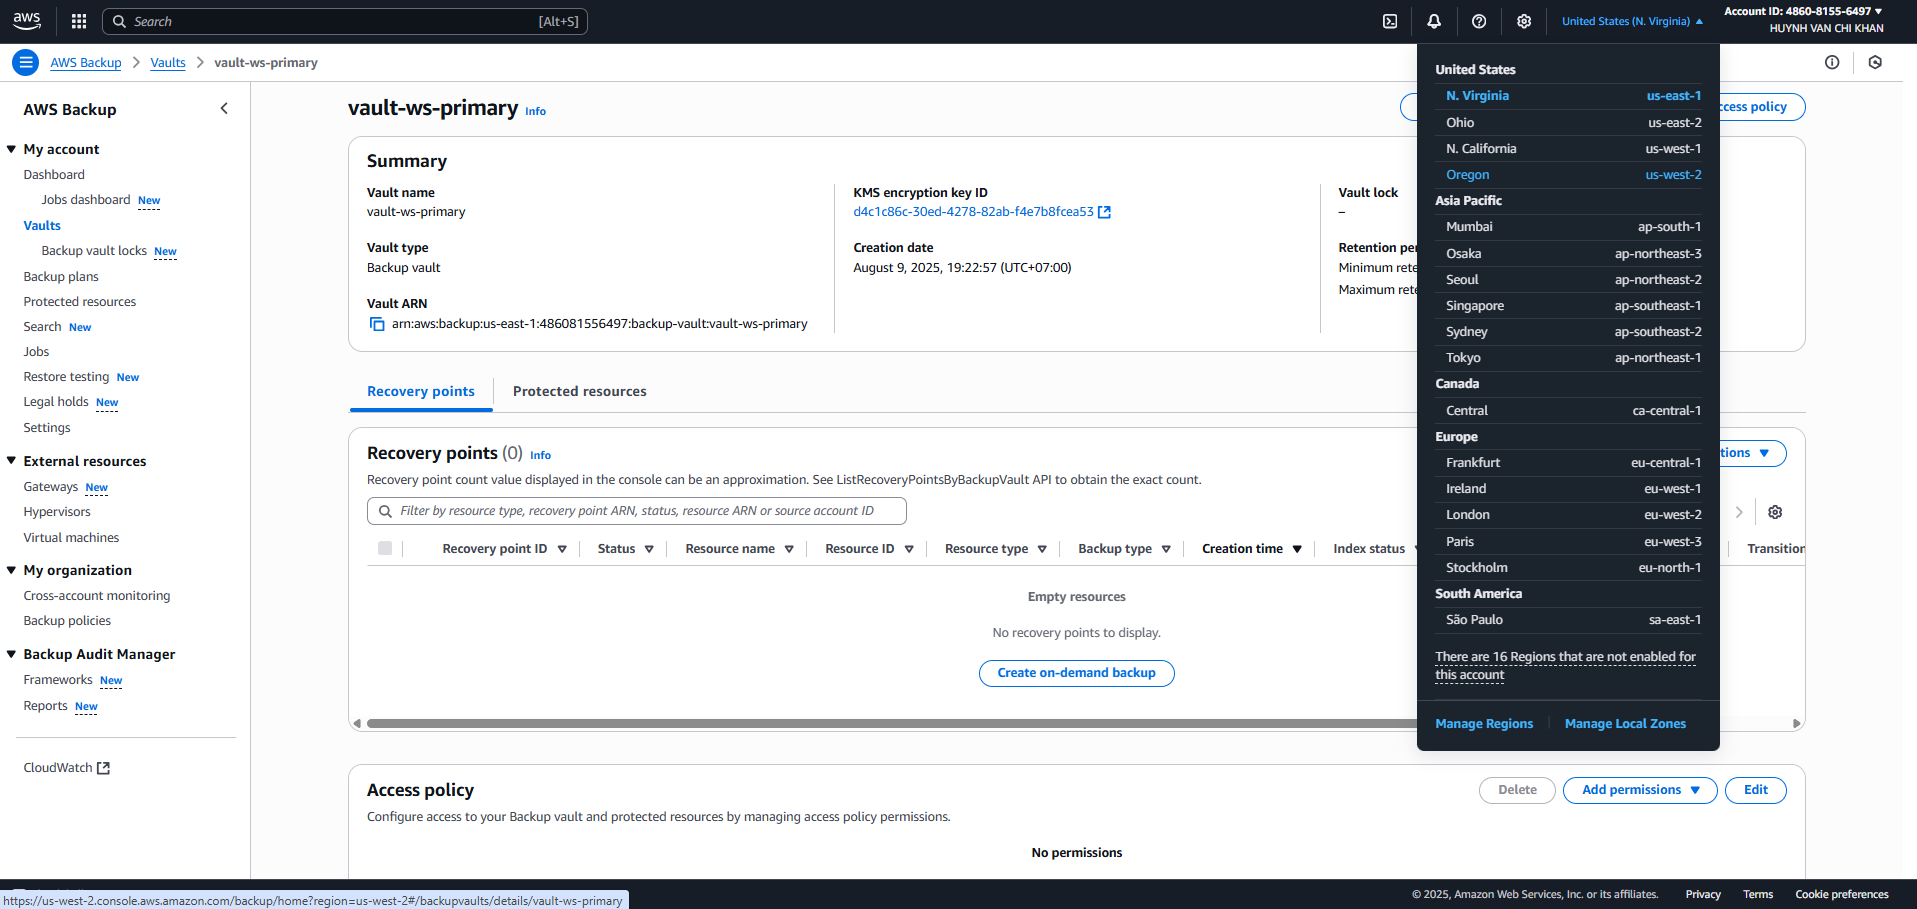 aws
Search [Alt+S]
United States (N. Virginia)
Account ID: 4860-8155-6497
HUYNH VAN CHI KHAN
AWS Backup > Vaults > vault-ws-primary
AWS Backup
My account
Dashboard
Jobs dashboard New
Vaults
Backup vault locks New
Backup plans
Protected resources
Search New
Jobs
Restore testing New
Legal holds New
Settings
External resources
Gateways New
Hypervisors
Virtual machines
My organization
Cross-account monitoring
Backup policies
Backup Audit Manager
Frameworks New
Reports New
CloudWatch
vault-ws-primary Info
Summary
Vault name
vault-ws-primary
Vault type
Backup vault
Vault ARN
arn:aws:backup:us-east-1:486081556497:backup-vault:vault-ws-primary
KMS encryption key ID
d4c1c86c-30ed-4278-82ab-f4e7b8fcea53
Creation date
August 9, 2025, 19:22:57 (UTC+07:00)
Vault lock
–
Retention
Minimum
Maximum
policy
Recovery points
Protected resources
Recovery points (0) Info
Recovery point count value displayed in the console can be an approximation. See ListRecoveryPointsByBackupVault API to obtain the exact count.
Filter by resource type, recovery point ARN, status, resource ARN or source account ID
Recovery point ID Status Resource name Resource ID Resource type Backup type Creation time Index status Transition
Empty resources
No recovery points to display.
Create on-demand backup
Access policy
Configure access to your Backup vault and protected resources by managing access policy permissions.
Delete
Add permissions
Edit
No permissions
United States
N. Virginia us-east-1
Ohio us-east-2
N. California us-west-1
Oregon us-west-2
Asia Pacific
Mumbai ap-south-1
Osaka ap-northeast-3
Seoul ap-northeast-2
Singapore ap-southeast-1
Sydney ap-southeast-2
Tokyo ap-northeast-1
Canada
Central ca-central-1
Europe
Frankfurt eu-central-1
Ireland eu-west-1
London eu-west-2
Paris eu-west-3
Stockholm eu-north-1
South America
São Paulo sa-east-1
There are 16 Regions that are not enabled for
this account
Manage Regions
Manage Local Zones
https://us-west-2.console.aws.amazon.com/backup/home?region=us-west-2#/backupvaults/details/vault-ws-primary
© 2025, Amazon Web Services, Inc. or its affiliates.
Privacy
Terms
Cookie preferences